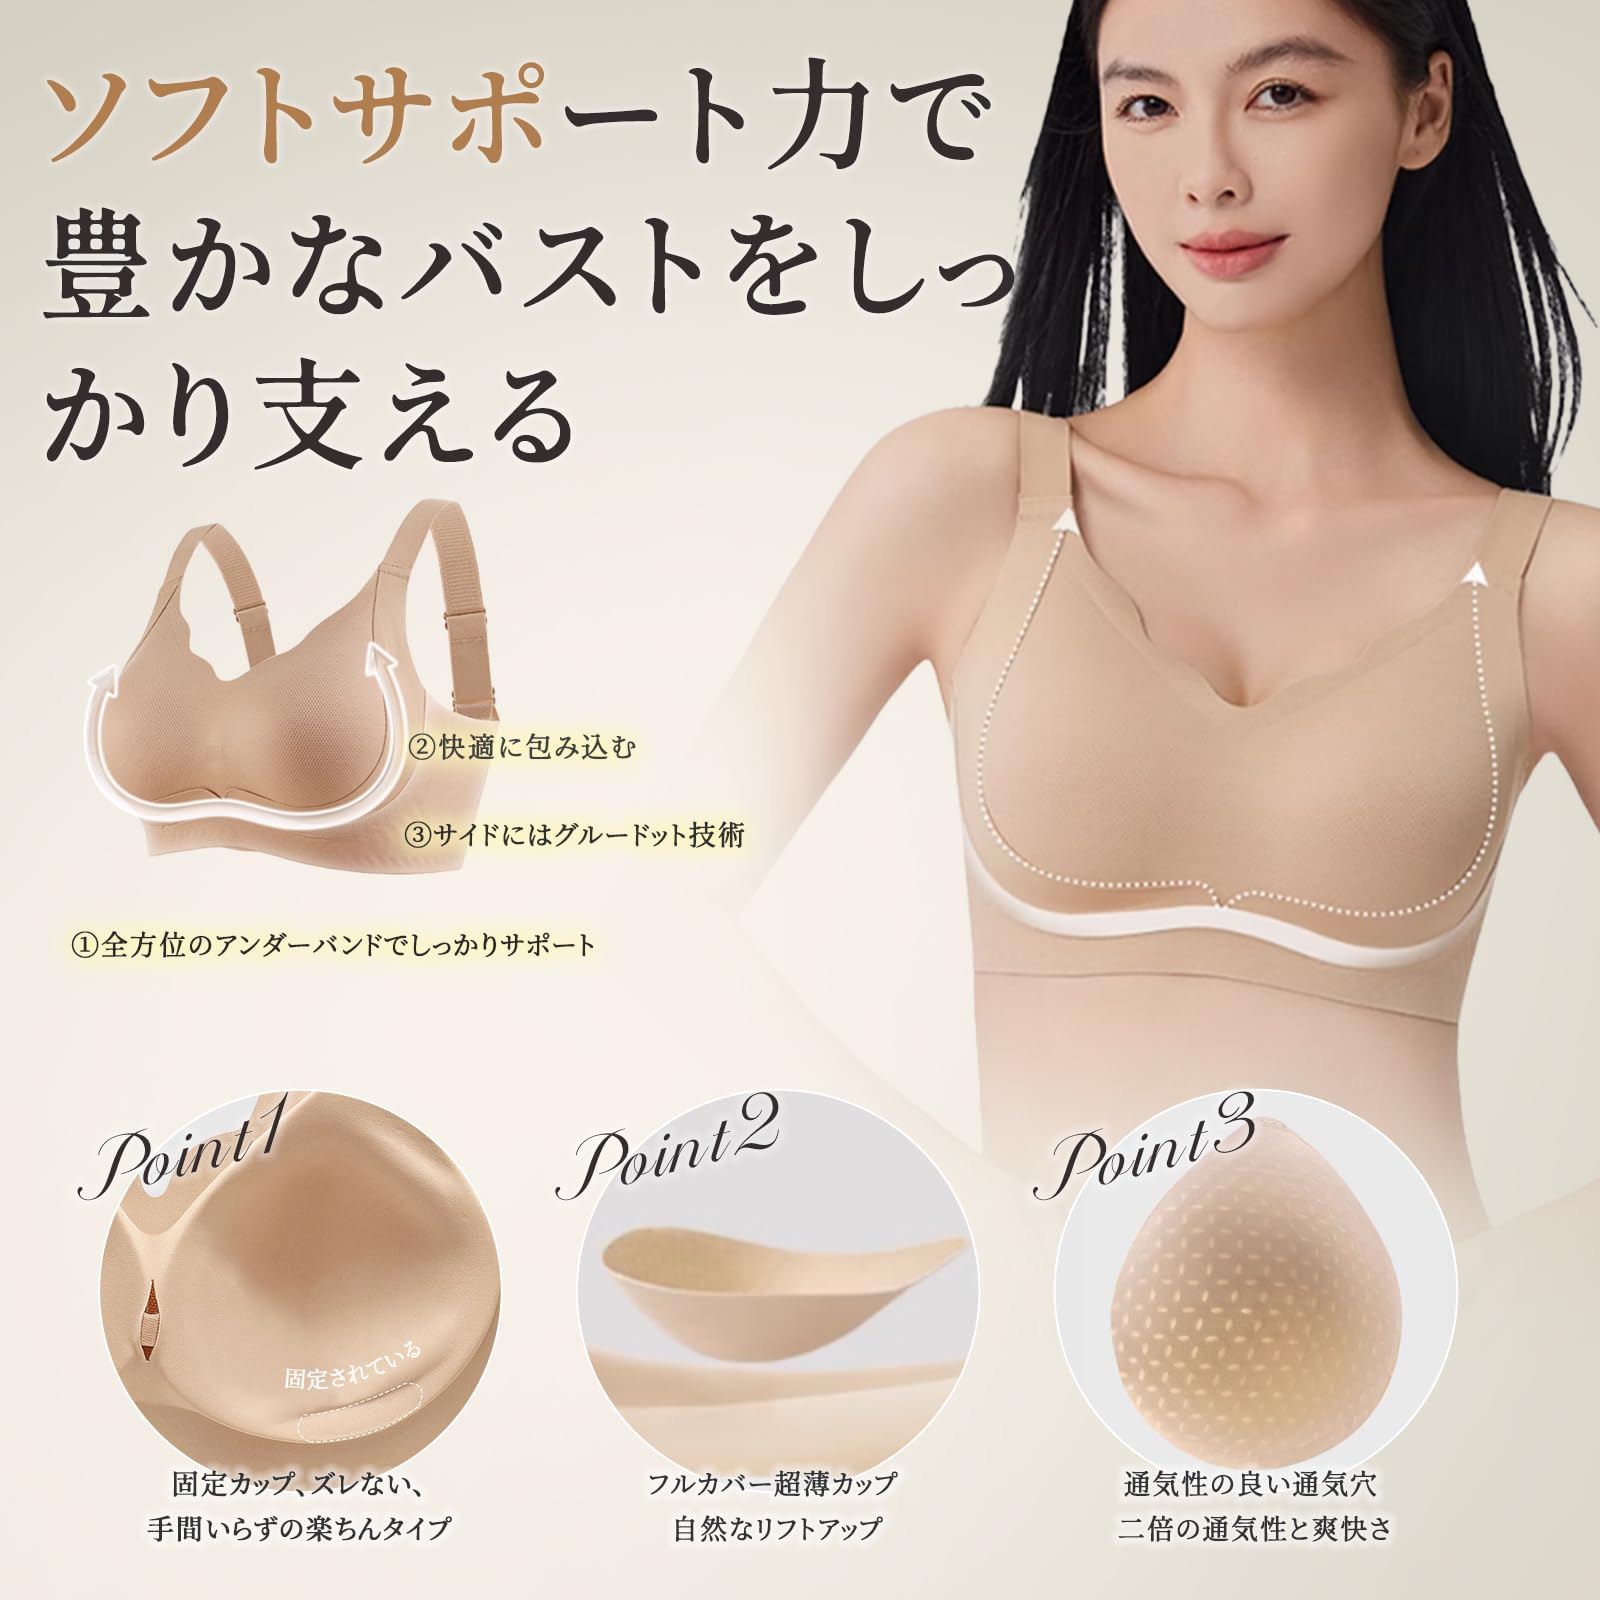 ソフトサポート力で
豊かなバストをしっ
かり支える
②快適に包み込む
③サイドにはグルードット技術
①全方位のアンダーバンドでしっかりサポート
Point1
固定されている
固定カップ、ズレない、
手間いらずの楽ちんタイプ
Point2
フルカバー超薄カップ
自然なリフトアップ
Point3
通気性の良い通気穴
二倍の通気性と爽快さ